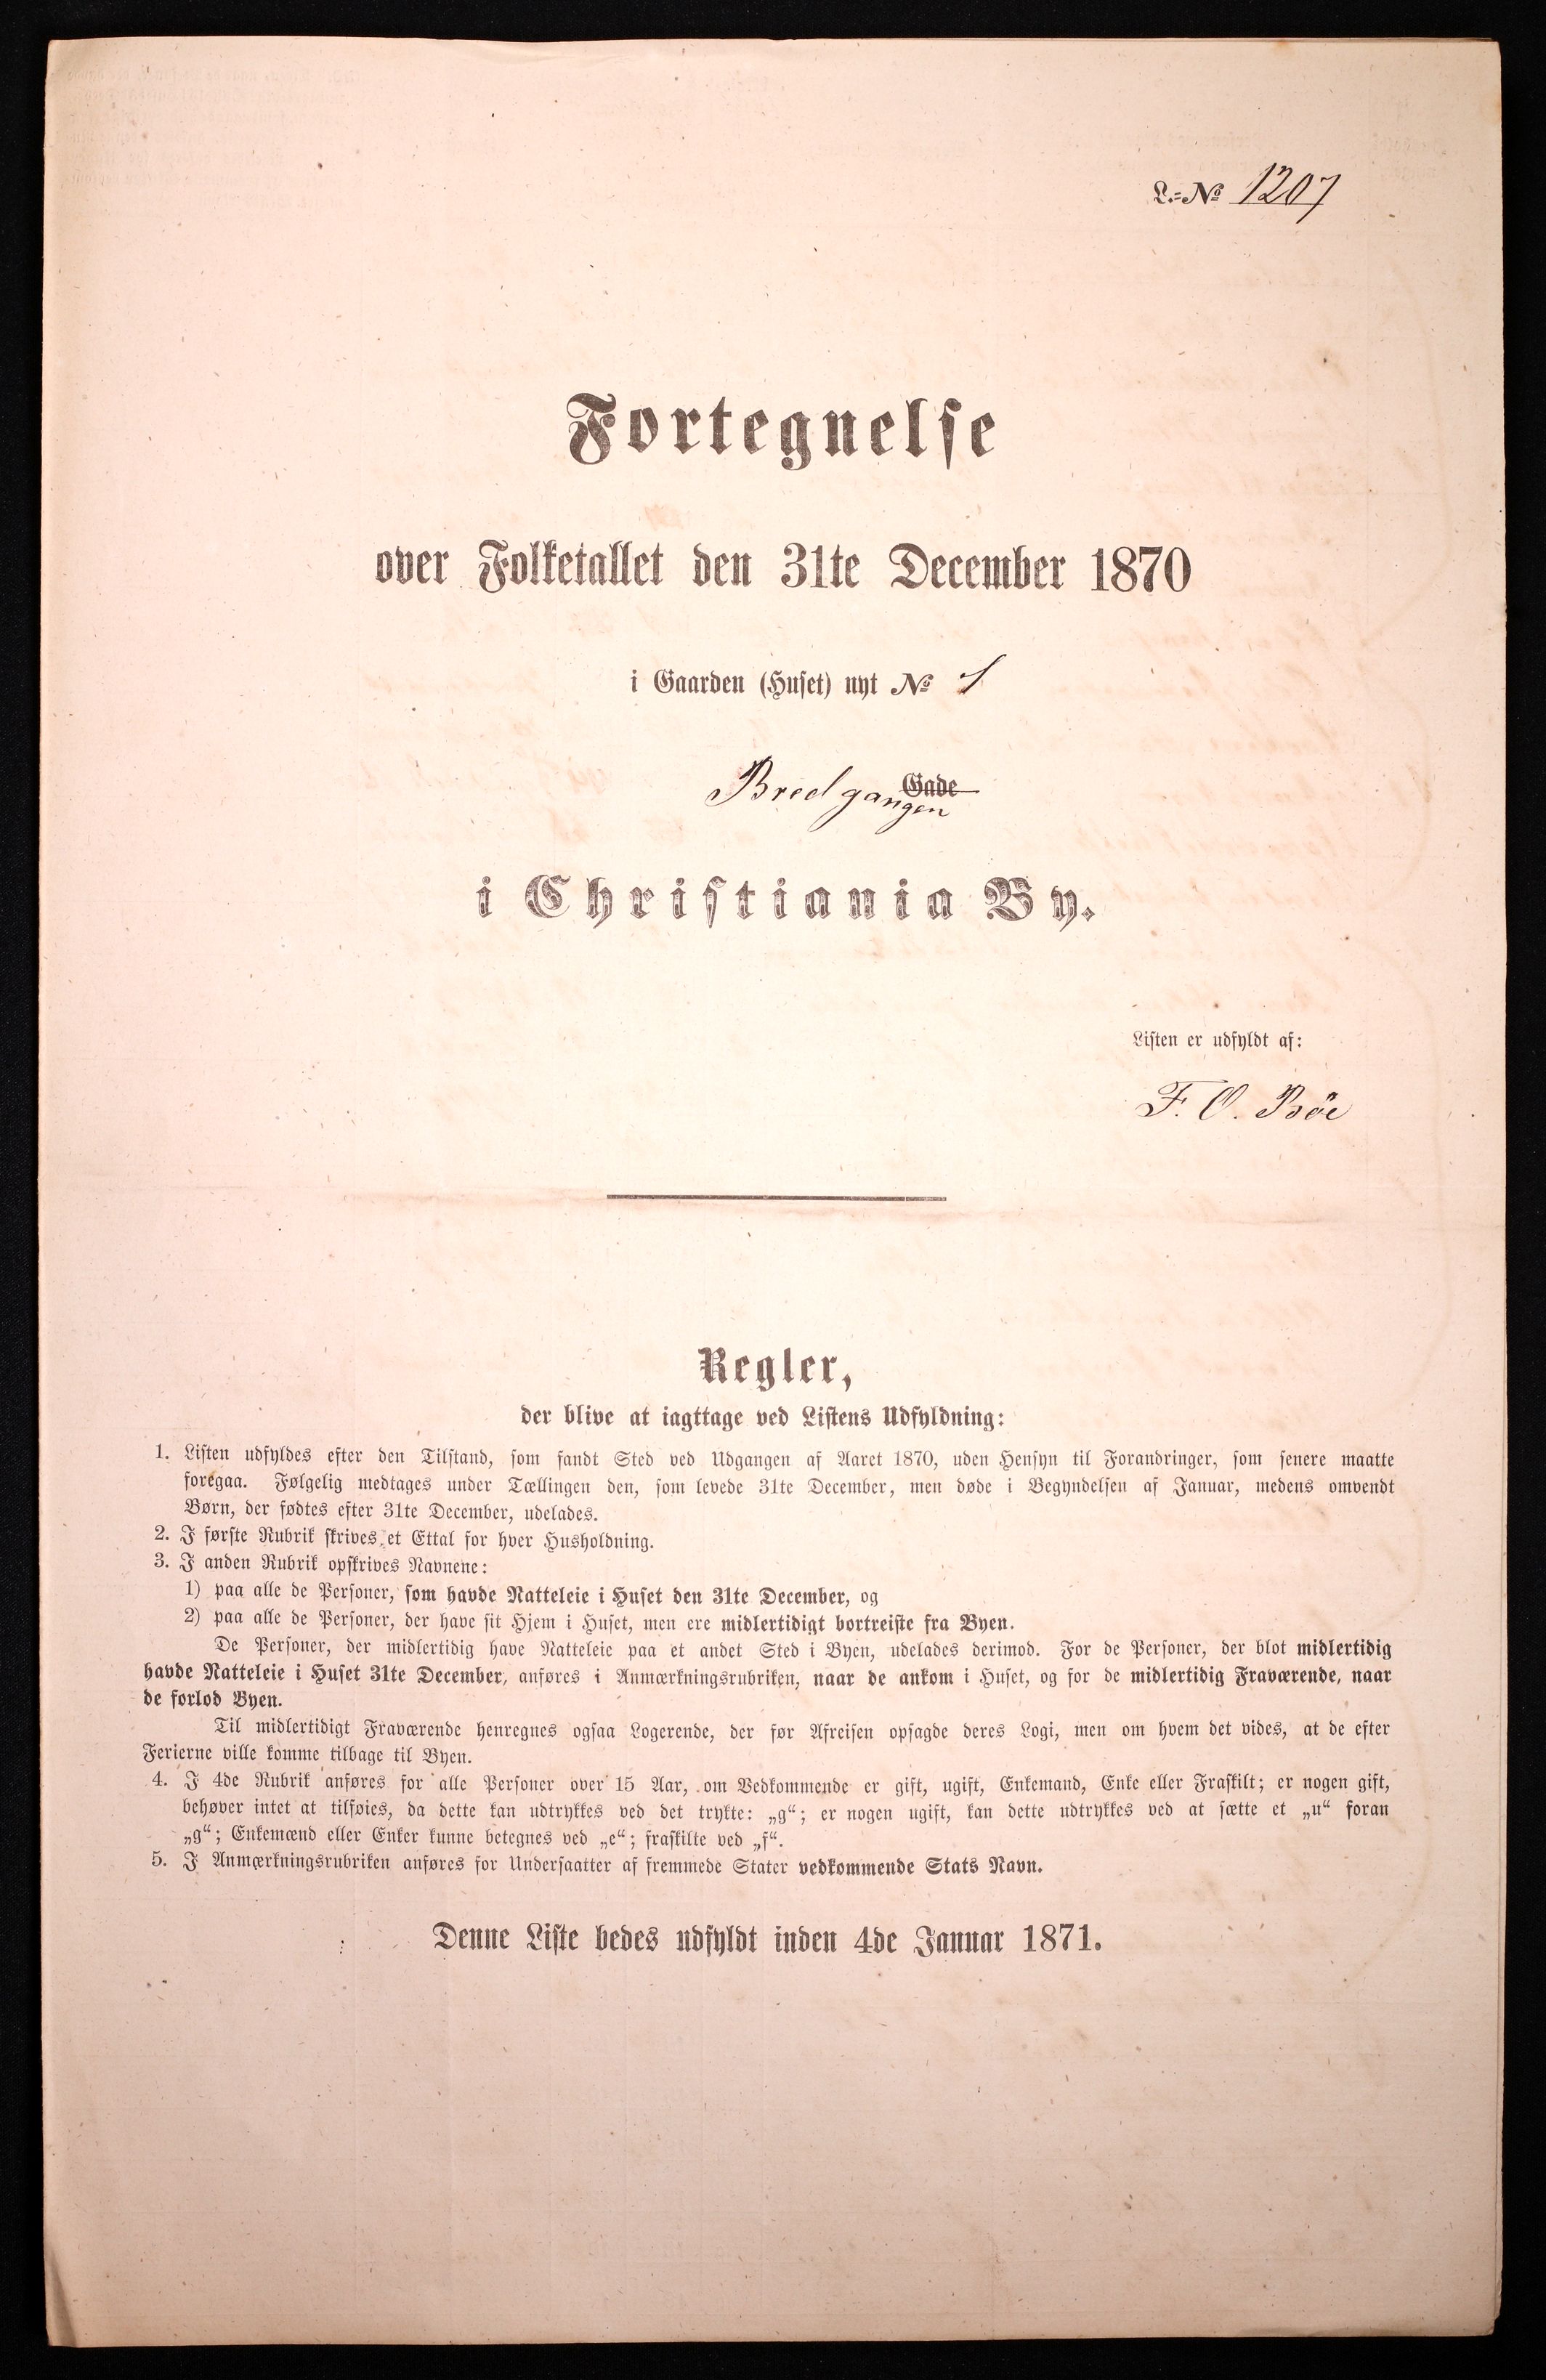 L.=No 1207
Fortegnelse
over Folketallet den 31te December 1870
i Gaarden (Huset) nyt No 1
Gade
Bredgangen
i Christiania By.
Listen er udfyldt af:
F. O. Böe
Regler,
der blive at iagttage ved Listens Udfyldning:
1. Listen udfyldes efter den Tilstand, som fandt Sted ved Udgangen af Aaret 1870, uden Hensyn til Forandringer, som senere maatte
foregaa. Følgelig medtages under Tællingen den, som levede 31te December, men døde i Begyndelsen af Januar, medens omvendt
Børn, der fødtes efter 31te December, udelades.
2. I første Rubrik skrives et Ettal for hver Husholdning.
3. I anden Rubrik opskrives Navnene:
1) paa alle de Personer, som havde Natteleie i Huset den 31te December, og
2) paa alle de Personer, der have sit Hjem i Huset, men ere midlertidigt bortreiste fra Byen.
De Personer, der midlertidig have Natteleie paa et andet Sted i Byen, udelades derimod. For de Personer, der blot midlertidig
havde Natteleie i Huset 31te December, anføres i Anmærkningsrubriken, naar de ankom i Huset, og for de midlertidig Fraværende, naar
de forlod Byen.
Til midlertidigt Fraværende henregnes ogsaa Logerende, der før Afreisen opsagde deres Logi, men om hvem det vides, at de efter
Ferierne ville komme tilbage til Byen.
4. I 4de Rubrik anføres for alle Personer over 15 Aar, om Vedkommende er gift, ugift, Enkemand, Enke eller Fraskilt; er nogen gift,
behøver intet at tilføies, da dette kan udtrykkes ved det trykte: „g“; er nogen ugift, kan dette udtrykkes ved at sætte et „u“ foran
„g“; Enkemænd eller Enker kunne betegnes ved „e“; fraskilte ved „f“.
5. I Anmærkningsrubriken anføres for Undersaatter af fremmede Stater vedkommende Stats Navn.
Denne Liste bedes udfyldt inden 4de Januar 1871.